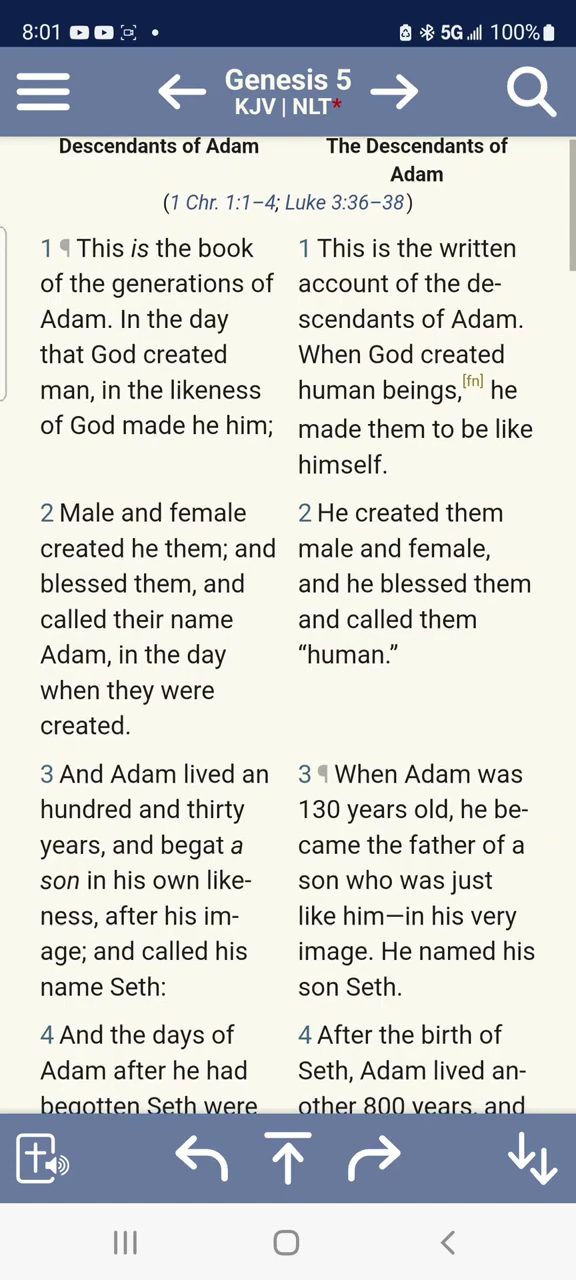 8:01
5G 100%
Genesis 5
KJV | NLT*
Descendants of Adam
The Descendants of
Adam
(1 Chr. 1:1–4; Luke 3:36–38)
1 ¶ This is the book
of the generations of
Adam. In the day
that God created
man, in the likeness
of God made he him;
1 This is the written
account of the de-
scendants of Adam.
When God created
human beings,[fn] he
made them to be like
himself.
2 Male and female
created he them; and
blessed them, and
called their name
Adam, in the day
when they were
created.
2 He created them
male and female,
and he blessed them
and called them
“human.”
3 And Adam lived an
hundred and thirty
years, and begat a
son in his own like-
ness, after his im-
age; and called his
name Seth:
3 ¶ When Adam was
130 years old, he be-
came the father of a
son who was just
like him—in his very
image. He named his
son Seth.
4 And the days of
Adam after he had
begotten Seth were
4 After the birth of
Seth, Adam lived an-
other 800 years, and